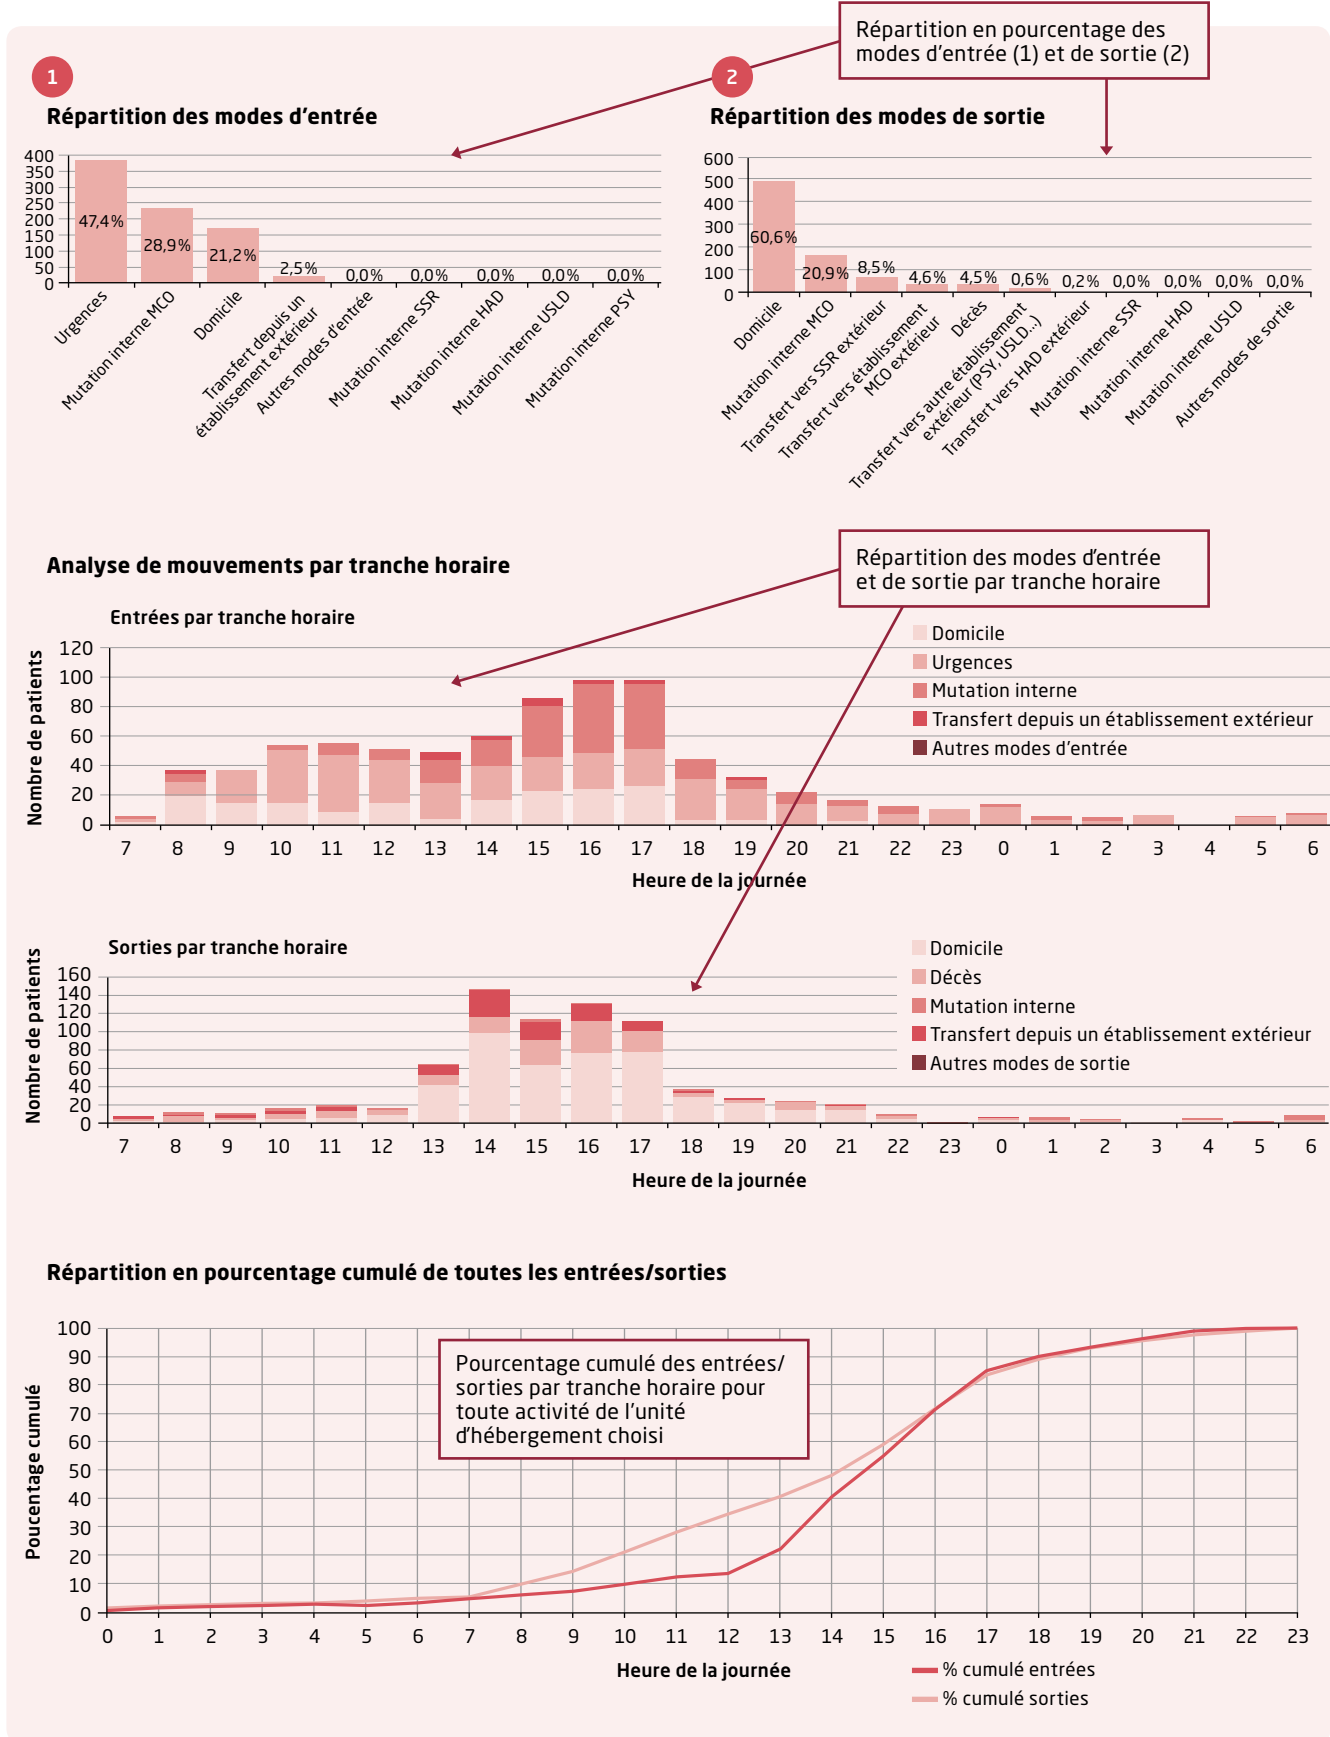 Répartition en pourcentage des
modes d'entrée (1) et de sortie (2)
1
Répartition des modes d'entrée
400
350
300
250
200
150
100
50
0
47,4%
28,9%
21,2%
2,5%
0,0%
0,0%
0,0%
0,0%
0,0%
Urgences
Mutation interne MCO
Domicile
Transfert depuis un
établissement extérieur
Autres modes d'entrée
Mutation interne SSR
Mutation interne HAD
Mutation interne USLD
Mutation interne PSY
2
Répartition des modes de sortie
600
500
400
300
200
100
0
60,6%
20,9%
8,5%
4,6%
4,5%
0,6%
0,2%
0,0%
0,0%
0,0%
0,0%
Domicile
Mutation interne MCO
Transfert vers SSR extérieur
Transfert vers établissement
MCO extérieur
Décès
Transfert vers autre établissement
extérieur (PSY, USLD...)
Transfert vers HAD extérieur
Mutation interne SSR
Mutation interne HAD
Mutation interne USLD
Autres modes de sortie
Répartition des modes d'entrée
et de sortie par tranche horaire
Analyse de mouvements par tranche horaire
Entrées par tranche horaire
Domicile
Urgences
Mutation interne
Transfert depuis un établissement extérieur
Autres modes d'entrée
Nombre de patients
120
100
80
60
40
20
0
7 8 9 10 11 12 13 14 15 16 17 18 19 20 21 22 23 0 1 2 3 4 5 6
Heure de la journée
Sorties par tranche horaire
Domicile
Décès
Mutation interne
Transfert depuis un établissement extérieur
Autres modes de sortie
Nombre de patients
160
140
120
100
80
60
40
20
0
7 8 9 10 11 12 13 14 15 16 17 18 19 20 21 22 23 0 1 2 3 4 5 6
Heure de la journée
Répartition en pourcentage cumulé de toutes les entrées/sorties
Pourcentage cumulé des entrées/
sorties par tranche horaire pour
toute activité de l'unité
d'hébergement choisi
Poucentage cumulé
100
90
80
70
60
50
40
30
20
10
0
0 1 2 3 4 5 6 7 8 9 10 11 12 13 14 15 16 17 18 19 20 21 22 23
Heure de la journée
% cumulé entrées
% cumulé sorties